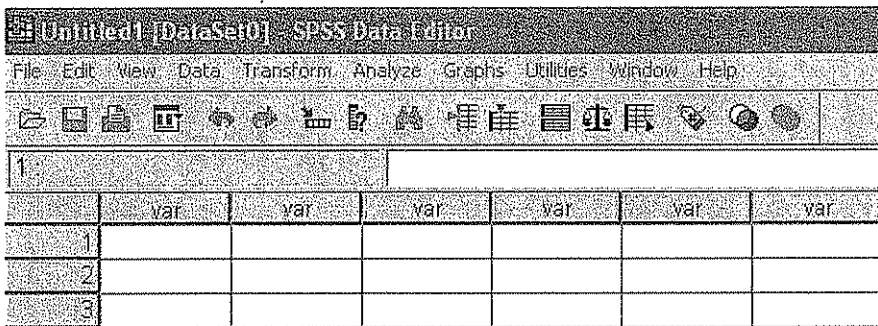 Untitled1 [DataSet0] - SPSS Data Editor
File Edit View Data Transform Analyze Graphs Utilities Window Help
1 :
var var var var var var
1
2
3